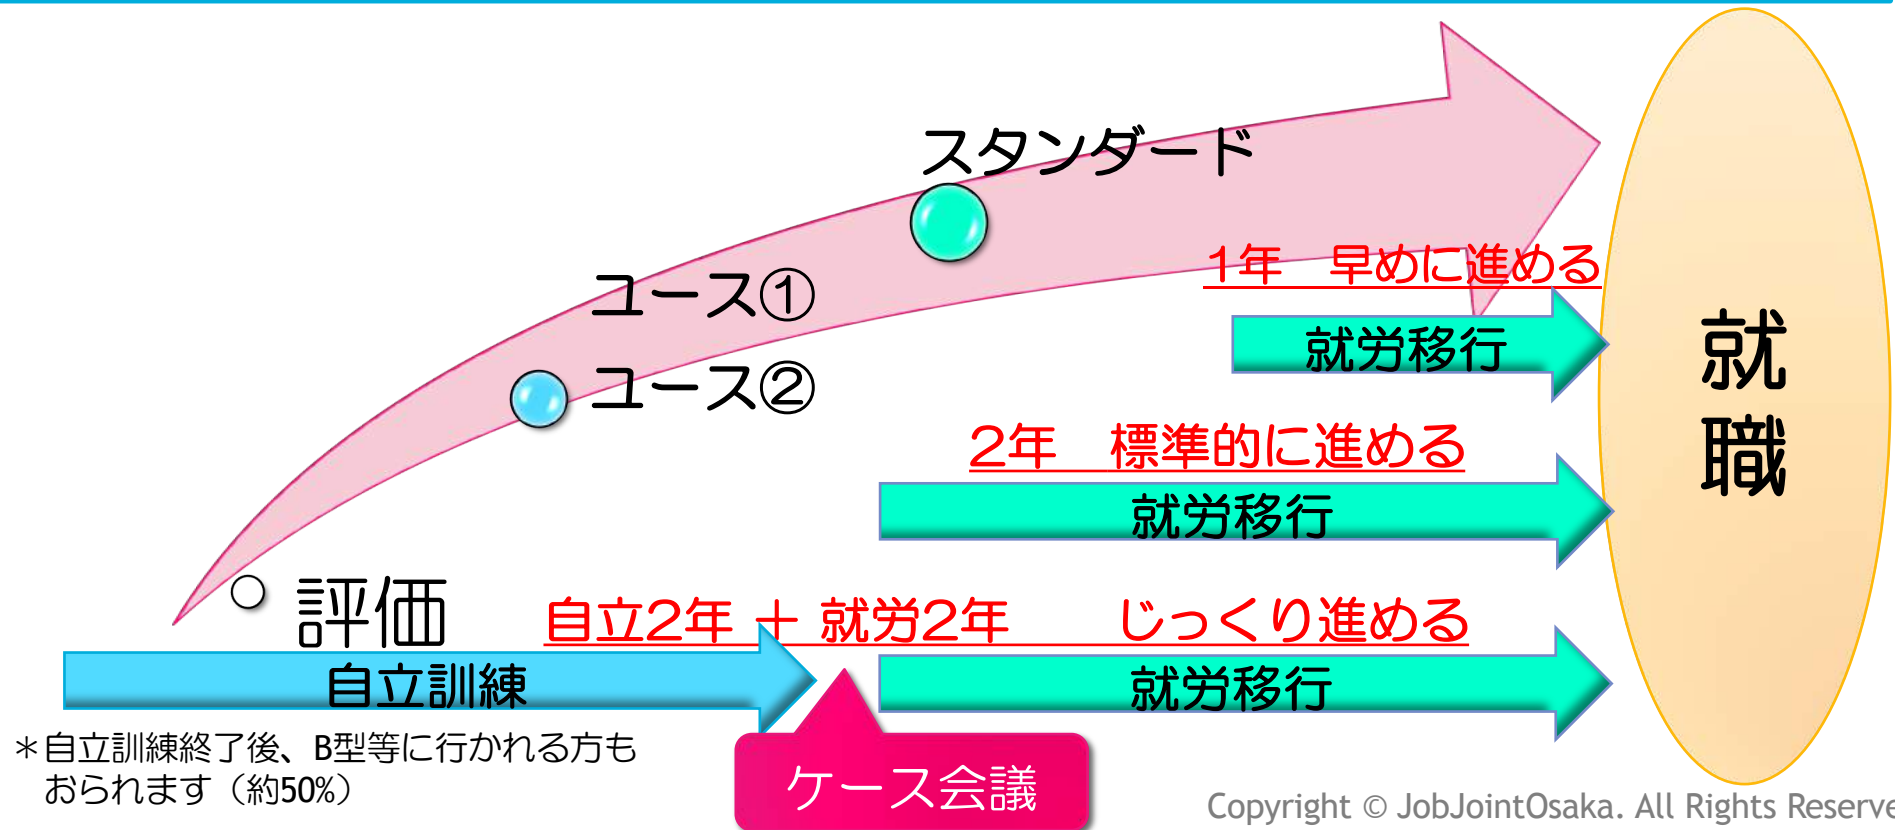 スタンダード
ユース①
ユース②
1年　早めに進める
就労移行
2年　標準的に進める
就労移行
評価
自立2年 ＋ 就労2年　　じっくり進める
自立訓練
就労移行
就職
ケース会議
＊自立訓練終了後、B型等に行かれる方も
おられます（約50%）
Copyright © JobJointOsaka. All Rights Reserve